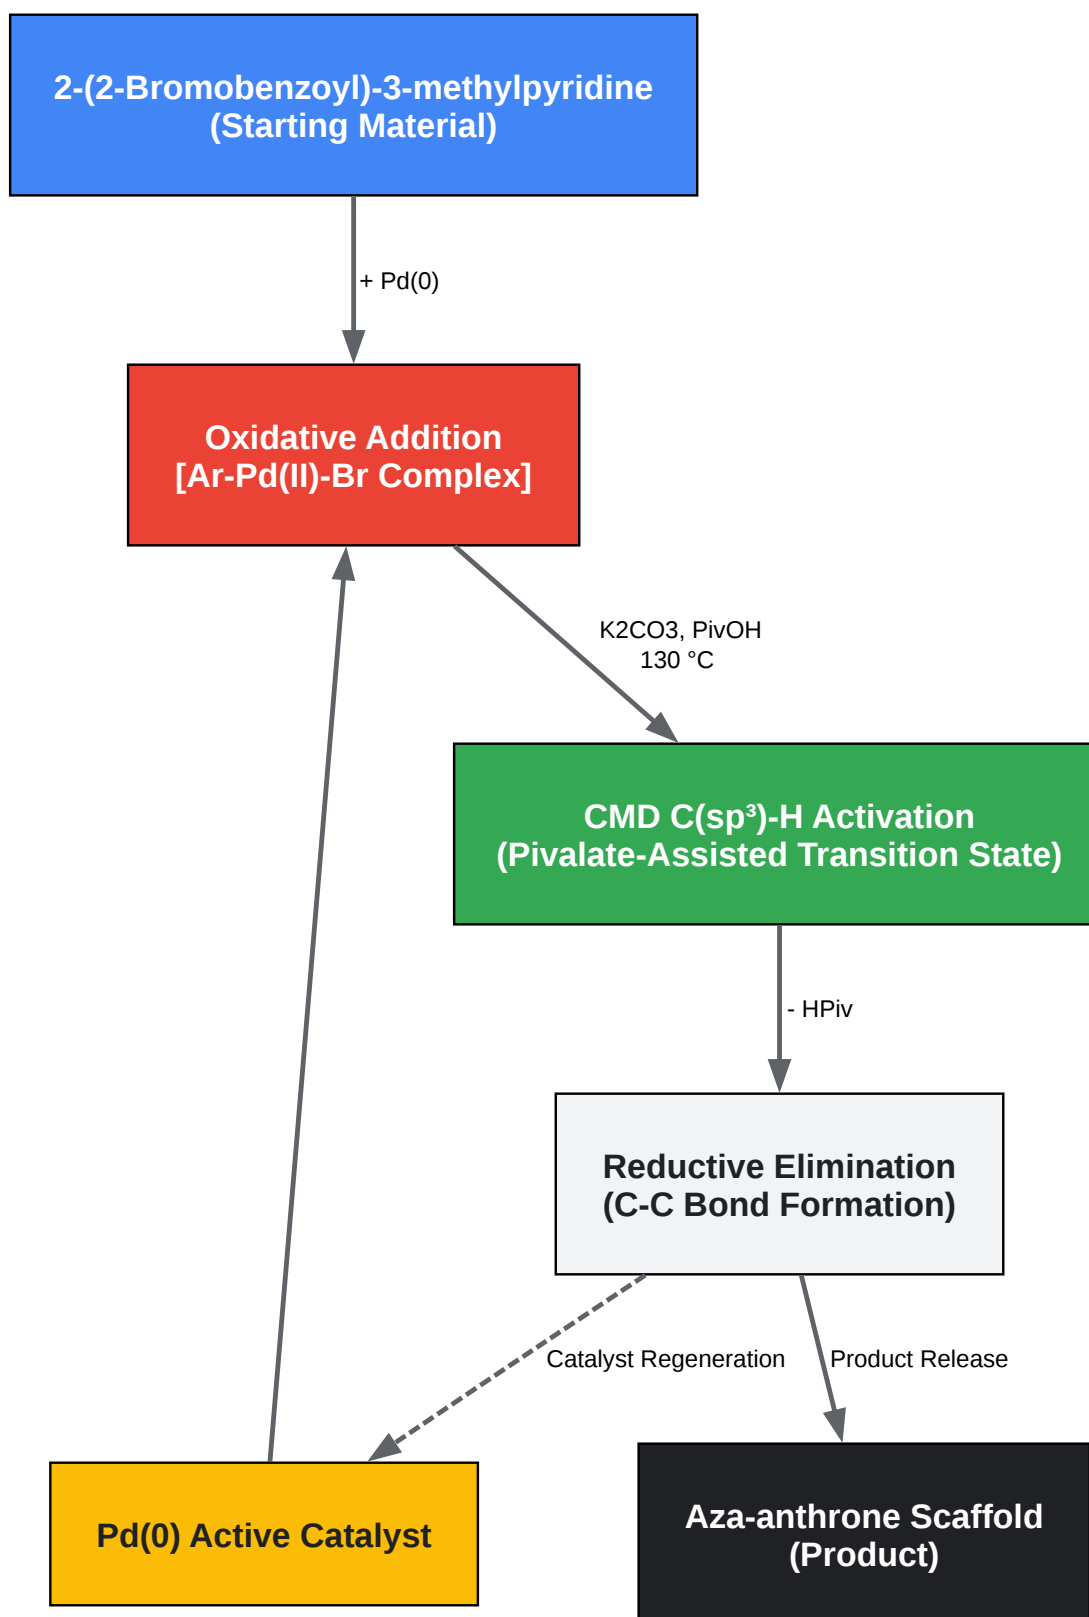 2-(2-Bromobenzoyl)-3-methylpyridine
(Starting Material)
+ Pd(0)
Oxidative Addition
[Ar-Pd(II)-Br Complex]
K2CO3, PivOH
130 °C
CMD C(sp³)-H Activation
(Pivalate-Assisted Transition State)
- HPiv
Reductive Elimination
(C-C Bond Formation)
Catalyst Regeneration
Product Release
Pd(0) Active Catalyst
Aza-anthrone Scaffold
(Product)